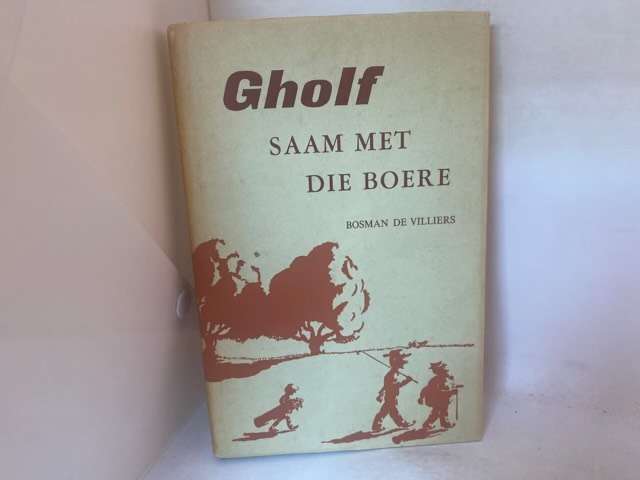 Gholf
SAAM MET
DIE BOERE
BOSMAN DE VILLIERS